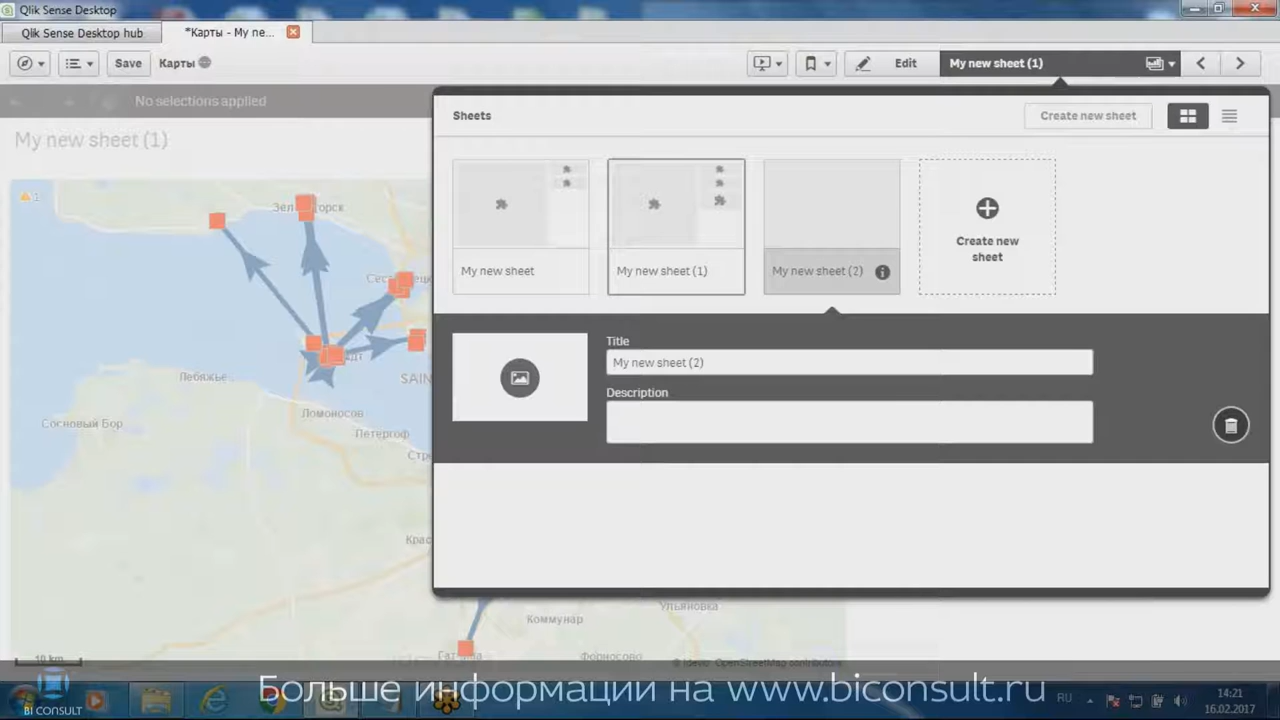 Qlik Sense Desktop
Qlik Sense Desktop hub
*Карты - My ne...
Save
Карты
Edit
My new sheet (1)
No selections applied
Sheets
Create new sheet
My new sheet (1)
1
Зеленогорск
My new sheet
My new sheet (1)
My new sheet (2)
Create new
sheet
Title
My new sheet (2)
Description
Лебяжье
SAIN
Ломоносов
Сосновый Бор
Петергоф
Стре
Крас
Ульяновка
Коммунар
Гатчина
Форносово
10 km
© Idevio, OpenStreetMap contributors
Больше информации на www.biconsult.ru
BI CONSULT
RU
14:21
16.02.2017